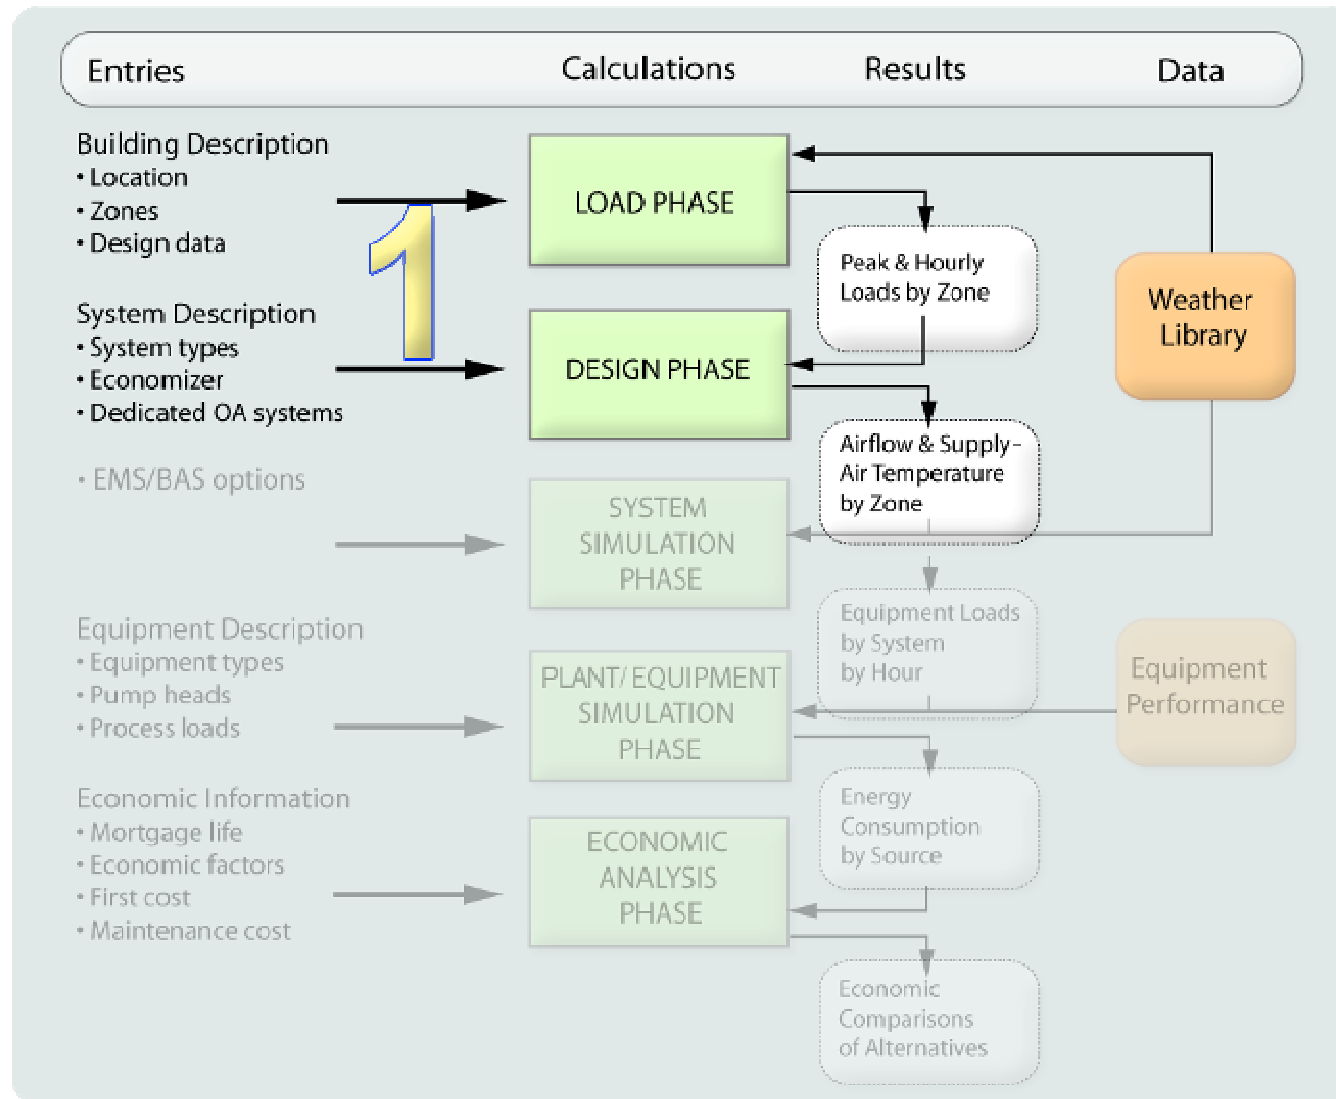 Entries Calculations Results Data
Building Description
• Location
• Zones
• Design data
LOAD PHASE
1
Peak & Hourly
Loads by Zone
Weather
Library
System Description
• System types
• Economizer
• Dedicated OA systems
DESIGN PHASE
Airflow & Supply–
Air Temperature
by Zone
• EMS/BAS options
SYSTEM
SIMULATION
PHASE
Equipment Loads
by System
by Hour
Equipment Description
• Equipment types
• Pump heads
• Process loads
PLANT/EQUIPMENT
SIMULATION
PHASE
Equipment
Performance
Energy
Consumption
by Source
Economic Information
• Mortgage life
• Economic factors
• First cost
• Maintenance cost
ECONOMIC
ANALYSIS
PHASE
Economic
Comparisons
of Alternatives